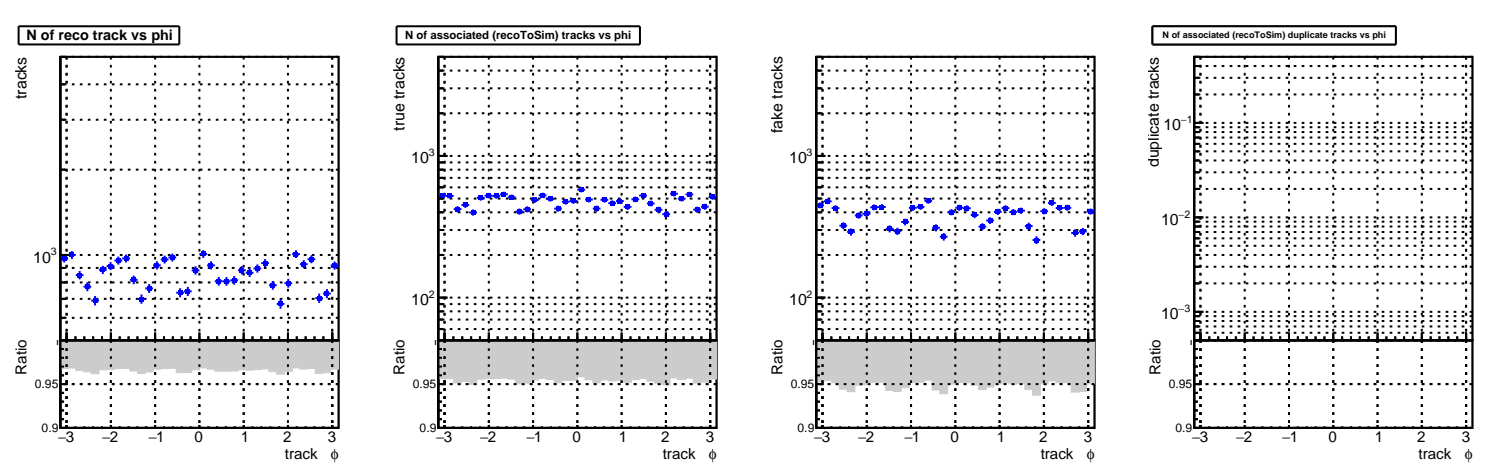 N of reco track vs phi
tracks
10³
Ratio
0.95
0.9
−3 −2 −1 0 1 2 3
track ϕ
N of associated (recoToSim) tracks vs phi
true tracks
10³
10²
Ratio
0.95
0.9
−3 −2 −1 0 1 2 3
track ϕ
fake tracks
10³
10²
Ratio
0.95
0.9
−3 −2 −1 0 1 2 3
track ϕ
N of associated (recoToSim) duplicate tracks vs phi
duplicate tracks
10⁻¹
10⁻²
10⁻³
Ratio
0.95
0.9
−3 −2 −1 0 1 2 3
track ϕ